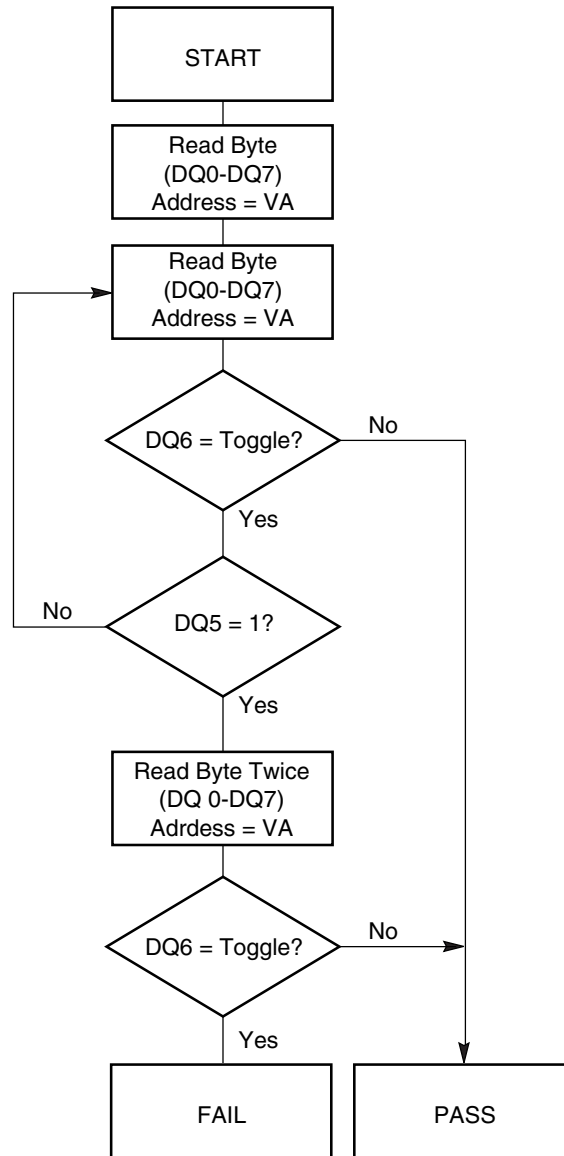 START
Read Byte
(DQ0-DQ7)
Address = VA
Read Byte
(DQ0-DQ7)
Address = VA
DQ6 = Toggle?
No
Yes
DQ5 = 1?
No
Yes
Read Byte Twice
(DQ 0-DQ7)
Adrdess = VA
DQ6 = Toggle?
No
Yes
FAIL
PASS